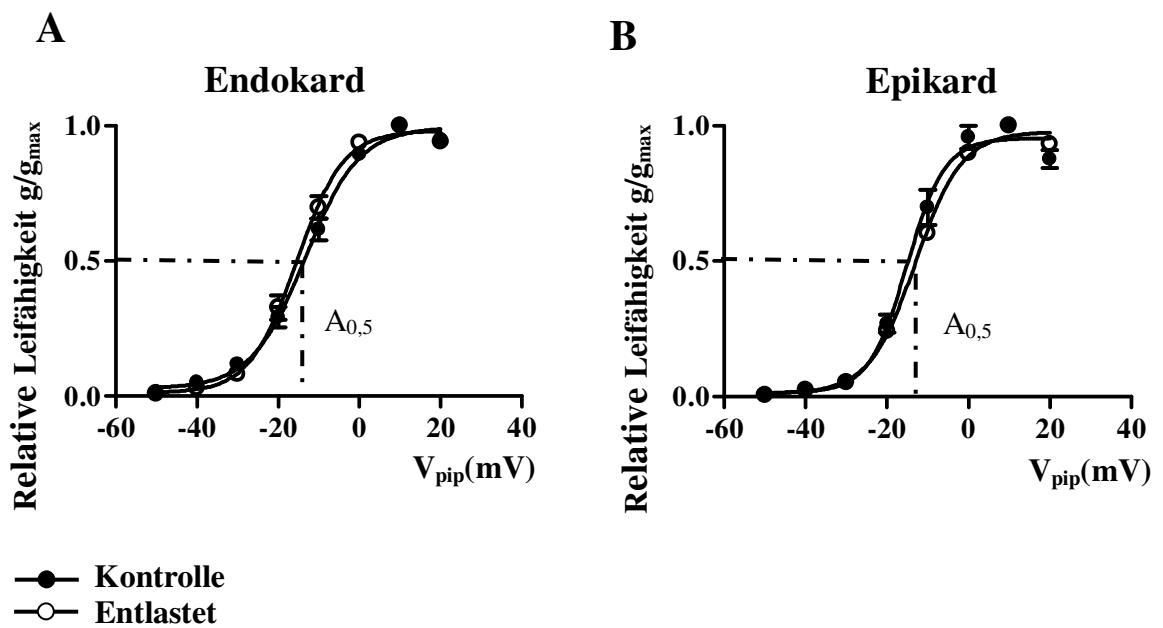 A
Endokard
Relative Leifähigkeit g/gmax
1.0
0.5
0.0
A0,5
-60 -40 -20 0 20 40
Vpip(mV)
B
Epikard
Relative Leifähigkeit g/gmax
1.0
0.5
0.0
A0,5
-60 -40 -20 0 20 40
Vpip(mV)
Kontrolle
Entlastet